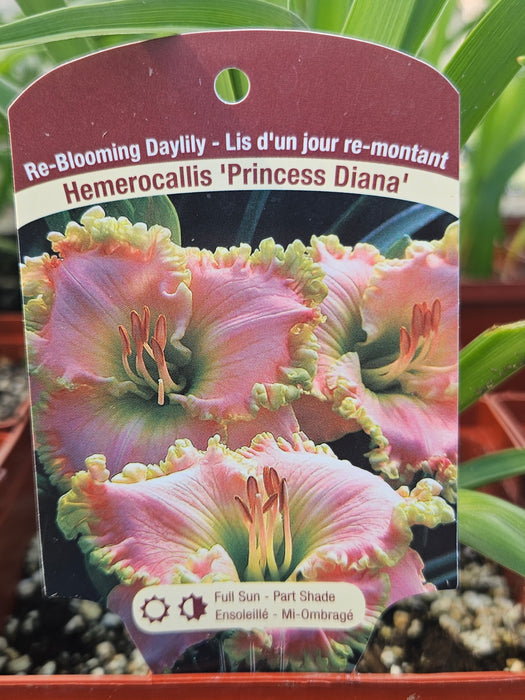 Re-Blooming Daylily - Lis d'un jour re-montant
Hemerocallis 'Princess Diana'
Full Sun - Part Shade
Ensoleillé - Mi-Ombragé